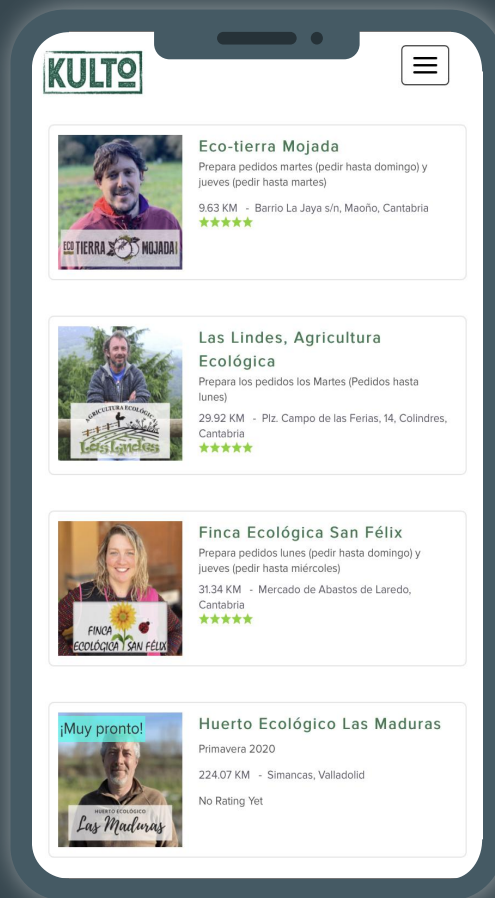 KULTO
Eco-tierra Mojada
Prepara pedidos martes (pedir hasta domingo) y
jueves (pedir hasta martes)
9.63 KM - Barrio La Jaya s/n, Maoño, Cantabria
ECO TIERRA MOJADA
Las Lindes, Agricultura
Ecológica
Prepara los pedidos los Martes (Pedidos hasta
lunes)
29.92 KM - Plz. Campo de las Ferias, 14, Colindres,
Cantabria
AGRICULTURA ECOLÓGICA
Las Lindes
Finca Ecológica San Félix
Prepara pedidos lunes (pedir hasta domingo) y
jueves (pedir hasta miércoles)
31.34 KM - Mercado de Abastos de Laredo,
Cantabria
FINCA
ECOLÓGICA SAN FÉLIX
¡Muy pronto!
Huerto Ecológico Las Maduras
Primavera 2020
224.07 KM - Simancas, Valladolid
No Rating Yet
HUERTO ECOLÓGICO
Las Maduras